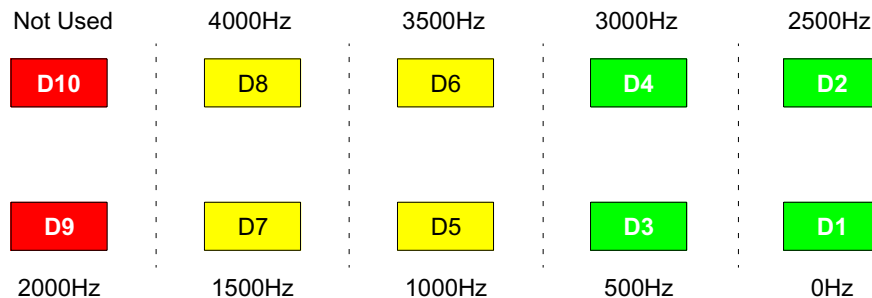 Not Used 4000Hz 3500Hz 3000Hz 2500Hz
D10 D8 D6 D4 D2
D9 D7 D5 D3 D1
2000Hz 1500Hz 1000Hz 500Hz 0Hz